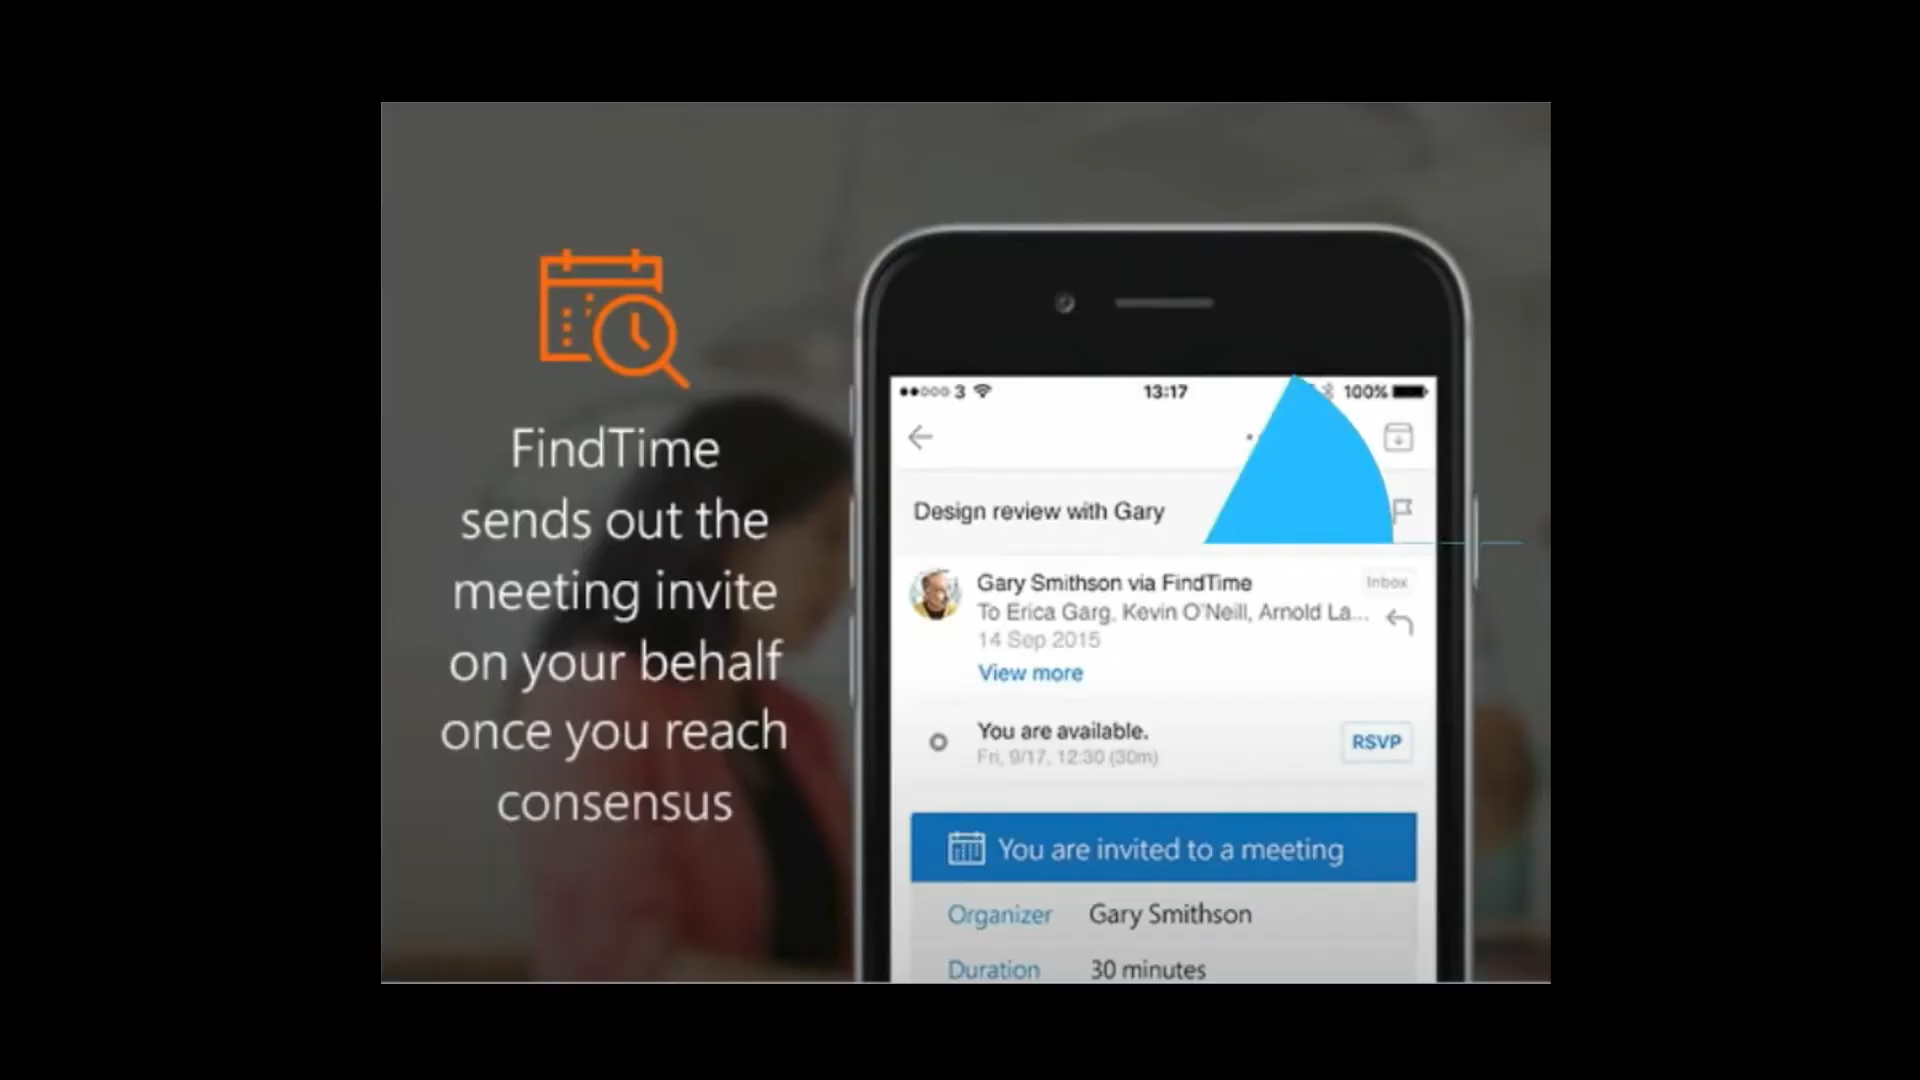 FindTime
sends out the
meeting invite
on your behalf
once you reach
consensus
3 13:17 100%
Design review with Gary
Gary Smithson via FindTime Inbox
To Erica Garg, Kevin O'Neill, Arnold La...
14 Sep 2015
View more
You are available.
Fri, 9/17, 12:30 (30m) RSVP
You are invited to a meeting
Organizer Gary Smithson
Duration 30 minutes